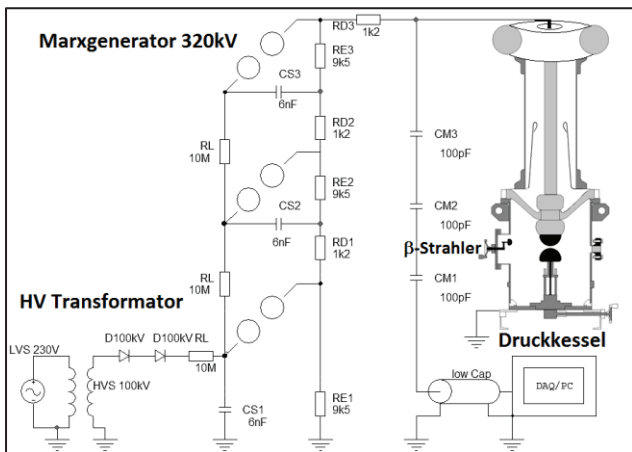 Marxgenerator 320kV
RD3
1k2
RE3
9k5
CS3
6nF
RD2
1k2
RL
10M
CM3
100pF
RE2
9k5
CS2
6nF
CM2
100pF
RD1
1k2
β-Strahler
RL
10M
CM1
100pF
HV Transformator
Druckkessel
D100kV D100kV RL
10M
LVS 230V
HVS 100kV
low Cap
DAQ/PC
CS1
6nF
RE1
9k5